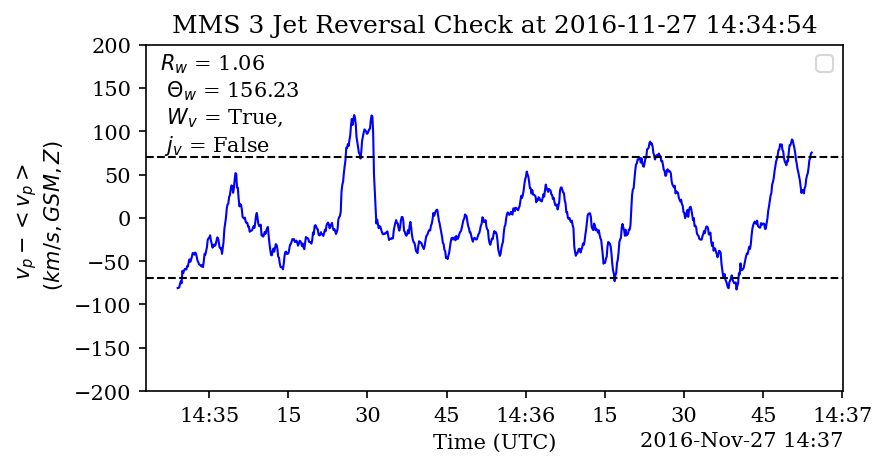 MMS 3 Jet Reversal Check at 2016-11-27 14:34:54
R_w = 1.06
Θ_w = 156.23
W_v = True,
j_v = False
v_p − < v_p >
(km/s, GSM, Z)
200
150
100
50
0
−50
−100
−150
−200
14:35 15 30 45 14:36 15 30 45 14:37
Time (UTC)
2016-Nov-27 14:37